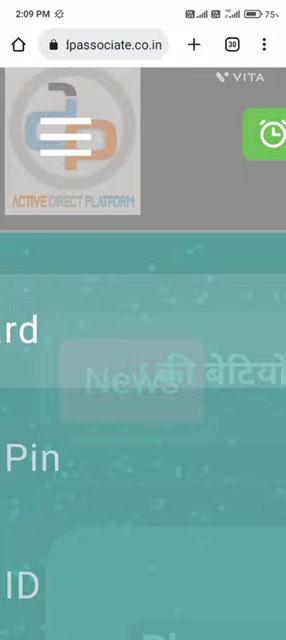 2:09 PM
75%
lpassociate.co.in
30
VITA
ACTIVE DIRECT PLATFORM
rd
News
की बेटियों
Pin
ID